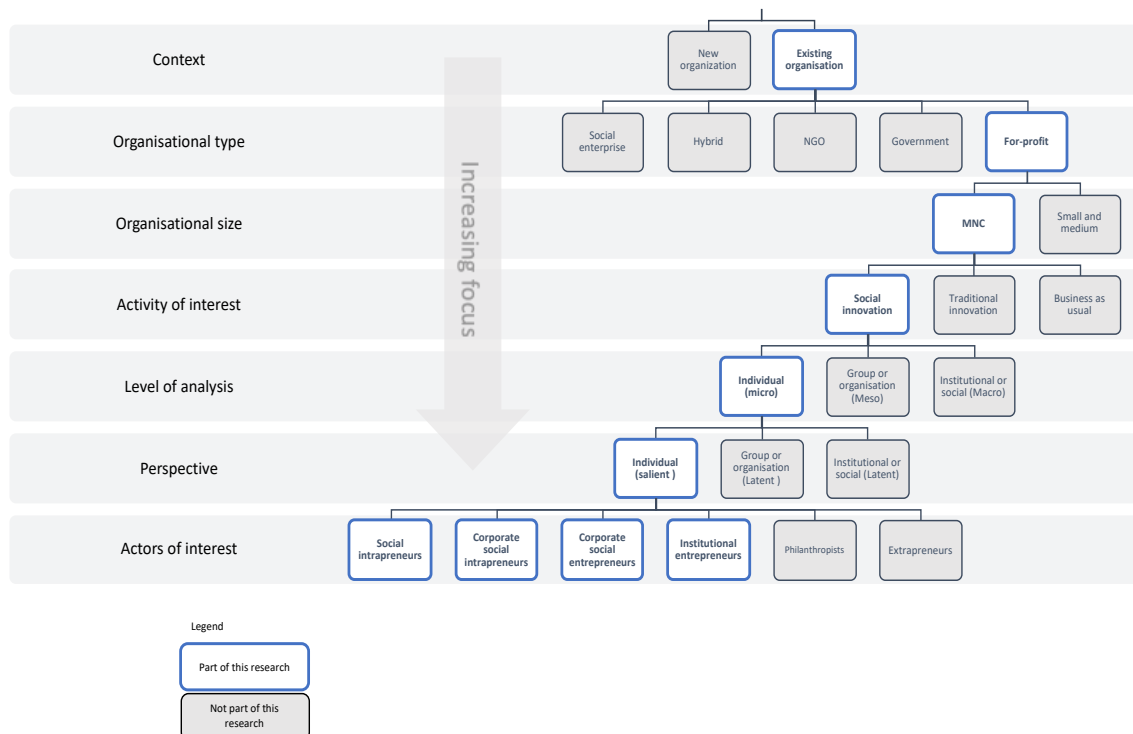 Context
New
organization
Existing
organisation
Organisational type
Social
enterprise
Hybrid
NGO
Government
For-profit
Organisational size
MNC
Small and
medium
Activity of interest
Social
innovation
Traditional
innovation
Business as
usual
Level of analysis
Individual
(micro)
Group or
organisation
(Meso)
Institutional or
social (Macro)
Perspective
Individual
(salient )
Group or
organisation
(Latent )
Institutional or
social (Latent)
Actors of interest
Social
intrapreneurs
Corporate
social
intrapreneurs
Corporate
social
entrepreneurs
Institutional
entrepreneurs
Philanthropists
Extrapreneurs
Increasing focus
Legend
Part of this research
Not part of this
research